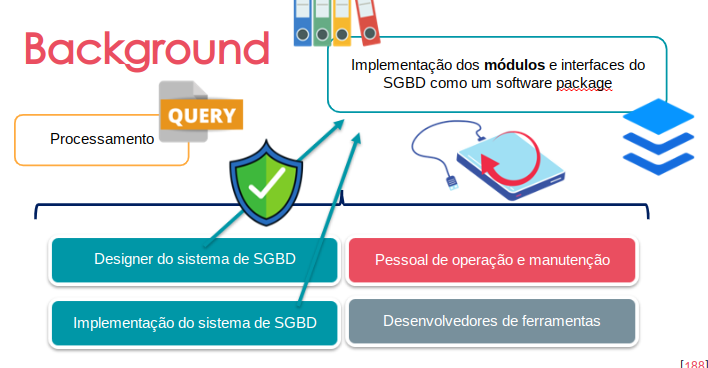 Background
Implementação dos módulos e interfaces do
SGBD como um software package
QUERY
Processamento
Designer do sistema de SGBD
Pessoal de operação e manutenção
Implementação do sistema de SGBD
Desenvolvedores de ferramentas
[188]